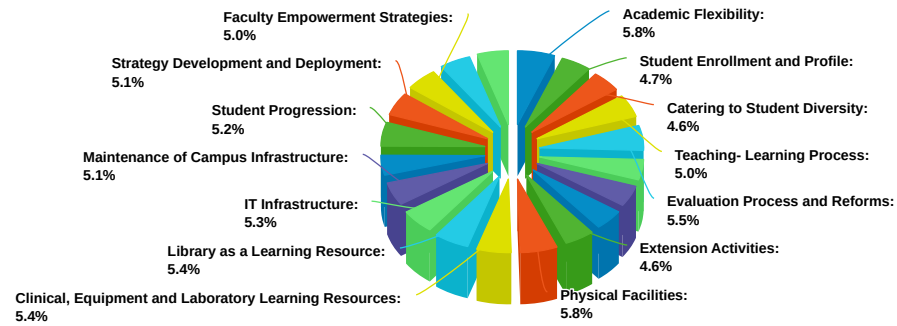 Faculty Empowerment Strategies:
5.0%
Strategy Development and Deployment:
5.1%
Student Progression:
5.2%
Maintenance of Campus Infrastructure:
5.1%
IT Infrastructure:
5.3%
Library as a Learning Resource:
5.4%
Clinical, Equipment and Laboratory Learning Resources:
5.4%
Academic Flexibility:
5.8%
Student Enrollment and Profile:
4.7%
Catering to Student Diversity:
4.6%
Teaching- Learning Process:
5.0%
Evaluation Process and Reforms:
5.5%
Extension Activities:
4.6%
Physical Facilities:
5.8%